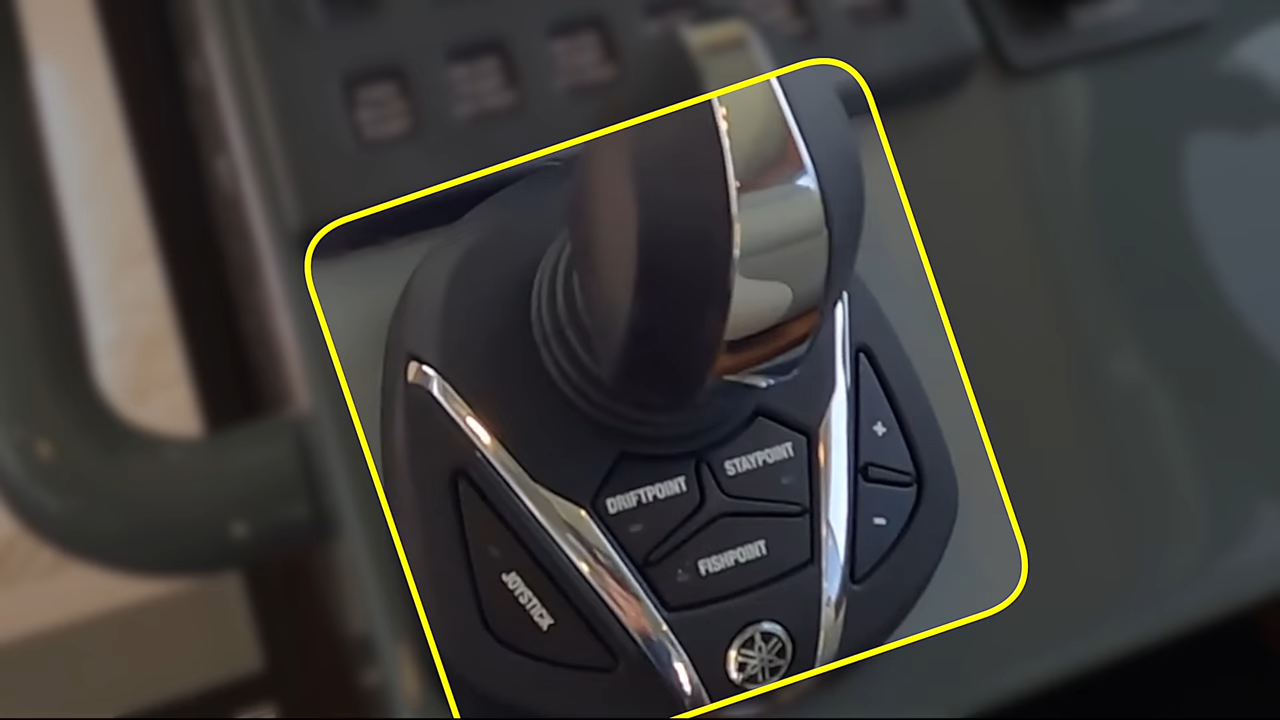 STAYPOINT
DRIFTPOINT
FISHPOINT
JOYSTICK
+
-